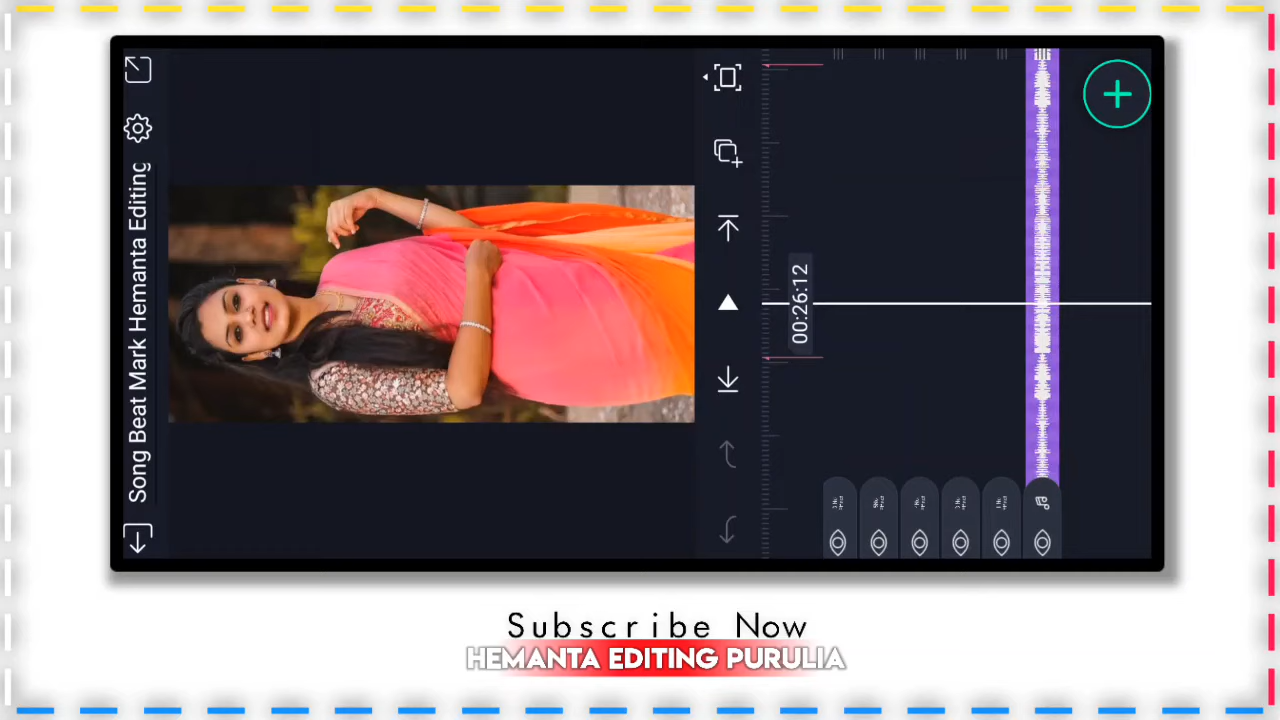 Song Beat Mark Hemanta Editing
00:26:12
Subscribe Now
HEMANTA EDITING PURULIA